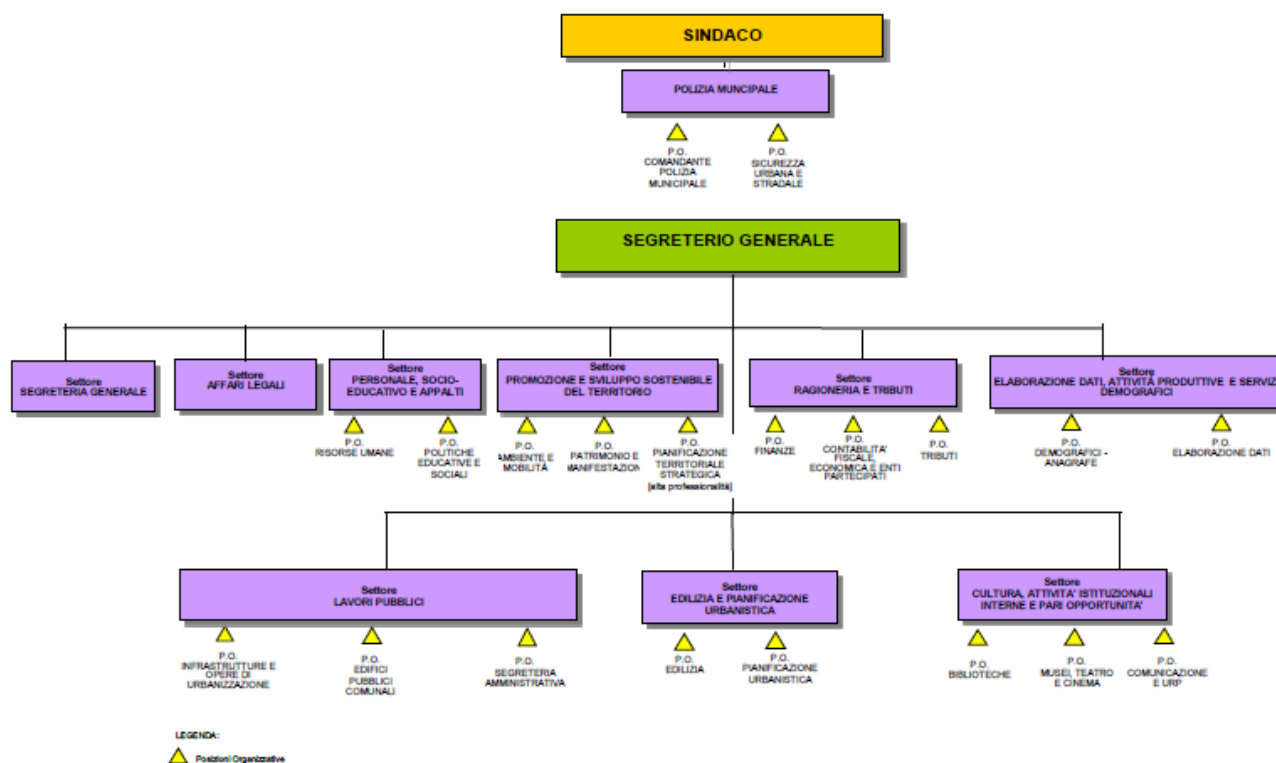 SINDACO
POLIZIA MUNCIPALE
P.O.
COMANDANTE
POLIZIA
MUNICIPALE
P.O.
SICUREZZA
URBANA E
STRADALE
SEGRETERIO GENERALE
Settore
SEGRETERIA GENERALE
Settore
AFFARI LEGALI
Settore
PERSONALE, SOCIO-
EDUCATIVO E APPALTI
Settore
PROMOZIONE E SVILUPPO SOSTENIBILE
DEL TERRITORIO
Settore
RAGIONERIA E TRIBUTI
Settore
ELABORAZIONE DATI, ATTIVITÀ PRODUTTIVE E SERVIZ
DEMOGRAFICI
P.O.
RISORSE UMANE
P.O.
POLITICHE
EDUCATIVE E
SOCIALI
P.O.
AMBIENTE E
MOBILITÀ
P.O.
PATRIMONIO E
MANIFESTAZION
P.O.
PIANIFICAZIONE
TERRITORIALE
STRATEGICA
[alta professionalità]
P.O.
FINANZE
P.O.
CONTABILITA'
FISCALE,
ECONOMICA E ENTI
PARTECIPATI
P.O.
TRIBUTI
P.O.
DEMOGRAFICI -
ANAGRAFE
P.O.
ELABORAZIONE DATI
Settore
LAVORI PUBBLICI
Settore
EDILIZIA E PIANIFICAZIONE
URBANISTICA
Settore
CULTURA, ATTIVITA' ISTITUZIONALI
INTERNE E PARI OPPORTUNITA'
P.O.
INFRASTRUTTURE E
OPERE DI
URBANIZZAZIONE
P.O.
EDIFICI
PUBBLICI
COMUNALI
P.O.
SEGRETERIA
AMMINISTRATIVA
P.O.
EDILIZIA
P.O.
PIANIFICAZIONE
URBANISTICA
P.O.
BIBLIOTECHE
P.O.
MUSEI, TEATRO
E CINEMA
P.O.
COMUNICAZIONE
E URP
LEGENDA:
Posizioni Organizzative